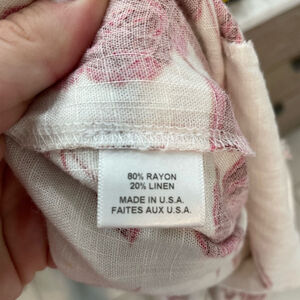 80% RAYON
20% LINEN
MADE IN U.S.A.
FAITES AUX U.S.A.